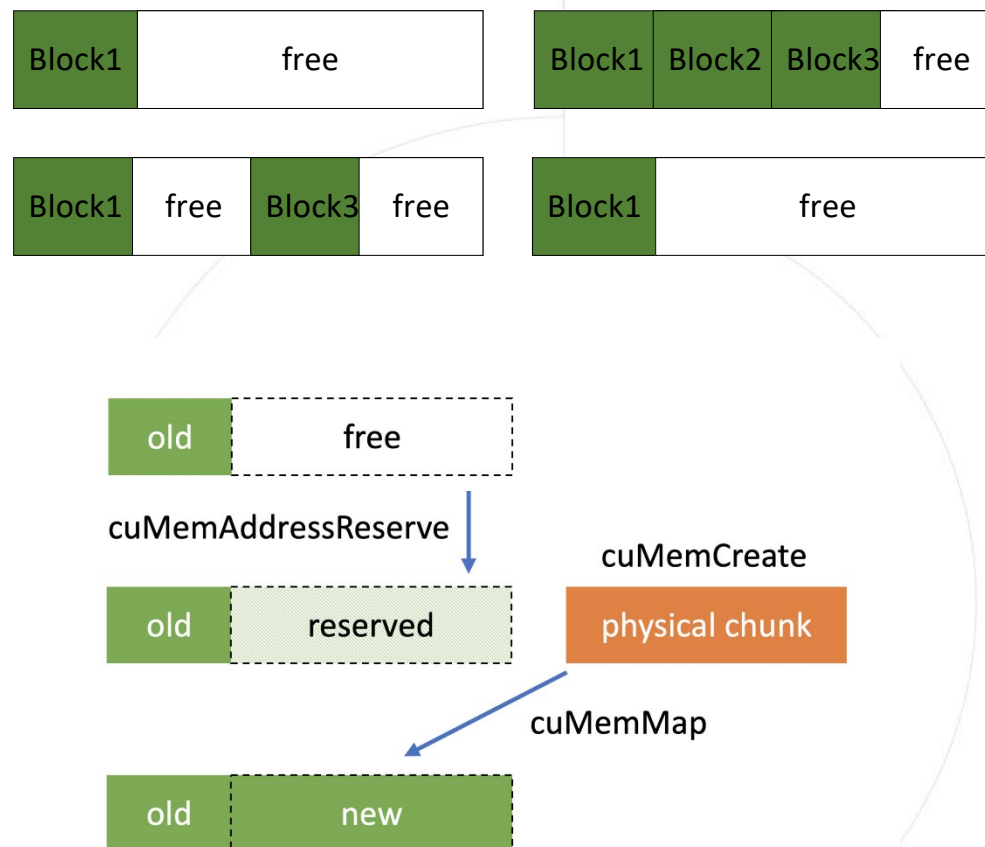 Block1 free
Block1 Block2 Block3 free
Block1 free Block3 free
Block1 free
old free
cuMemAddressReserve
cuMemCreate
old reserved
physical chunk
cuMemMap
old new